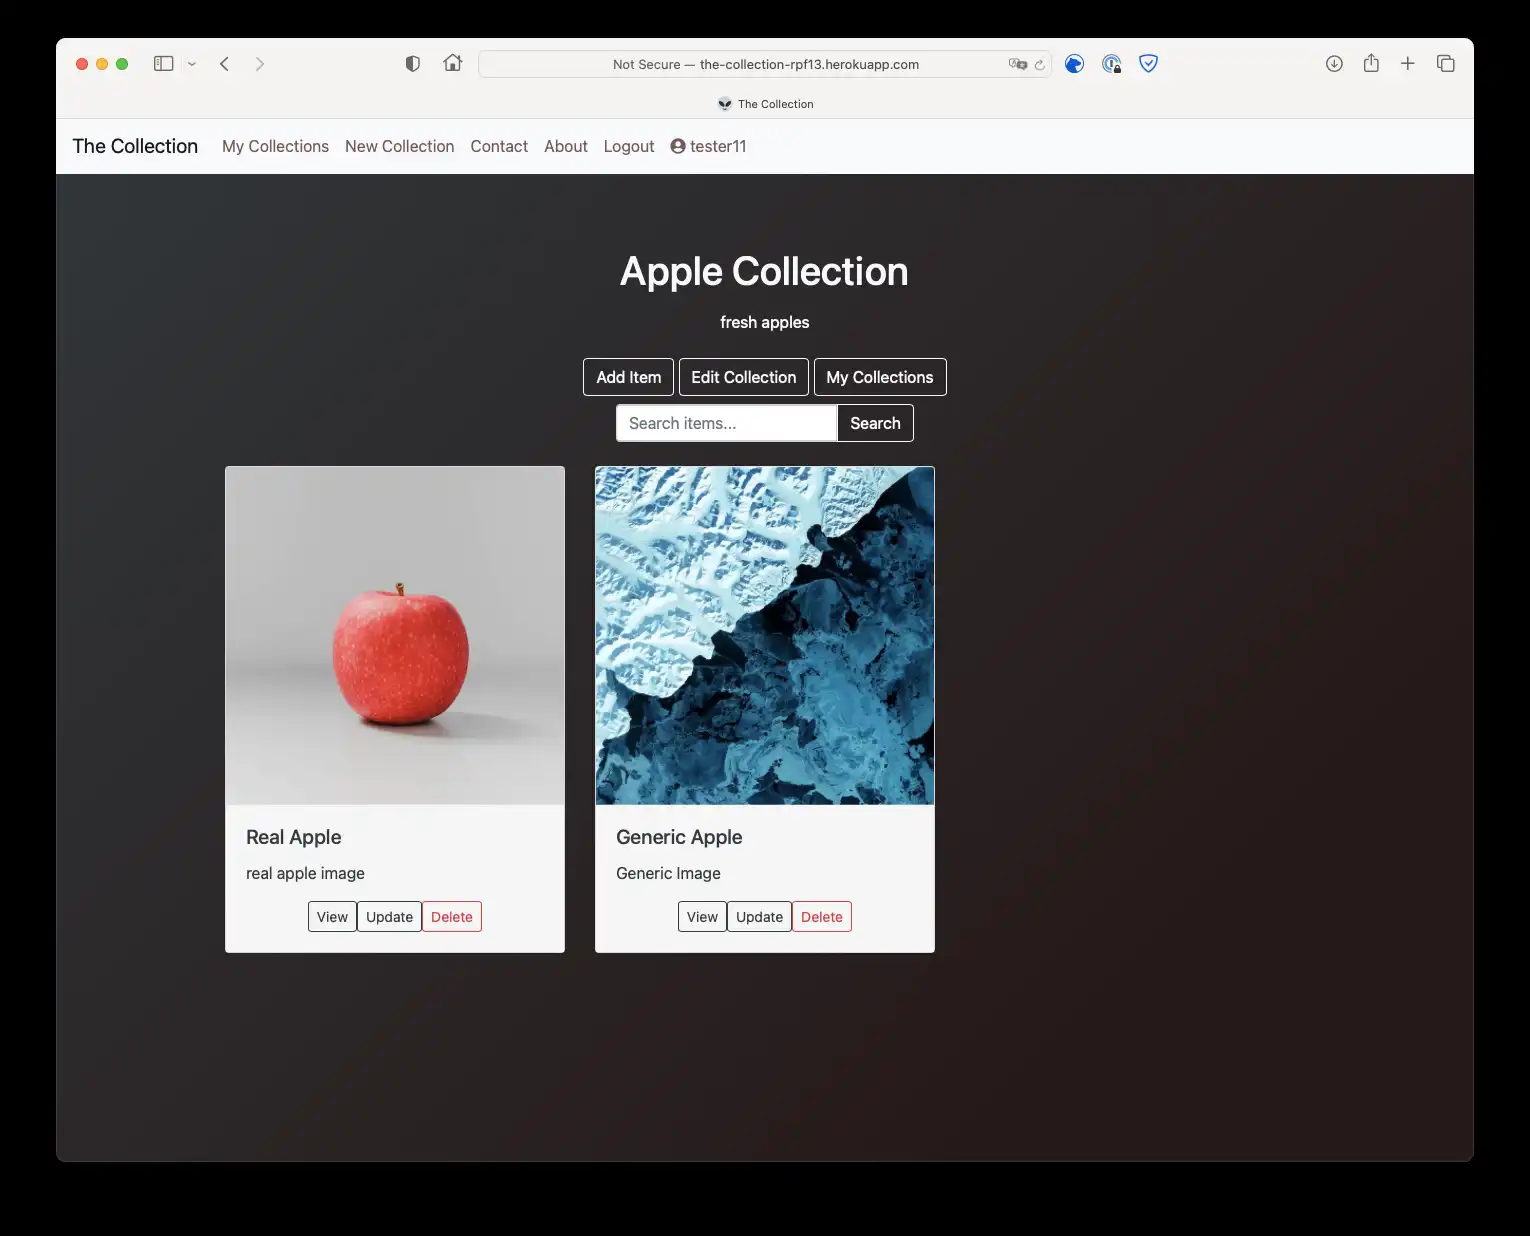 Not Secure — the-collection-rpf13.herokuapp.com
The Collection
The Collection My Collections New Collection Contact About Logout tester11
Apple Collection
fresh apples
Add Item Edit Collection My Collections
Search items... Search
Real Apple
real apple image
View Update Delete
Generic Apple
Generic Image
View Update Delete